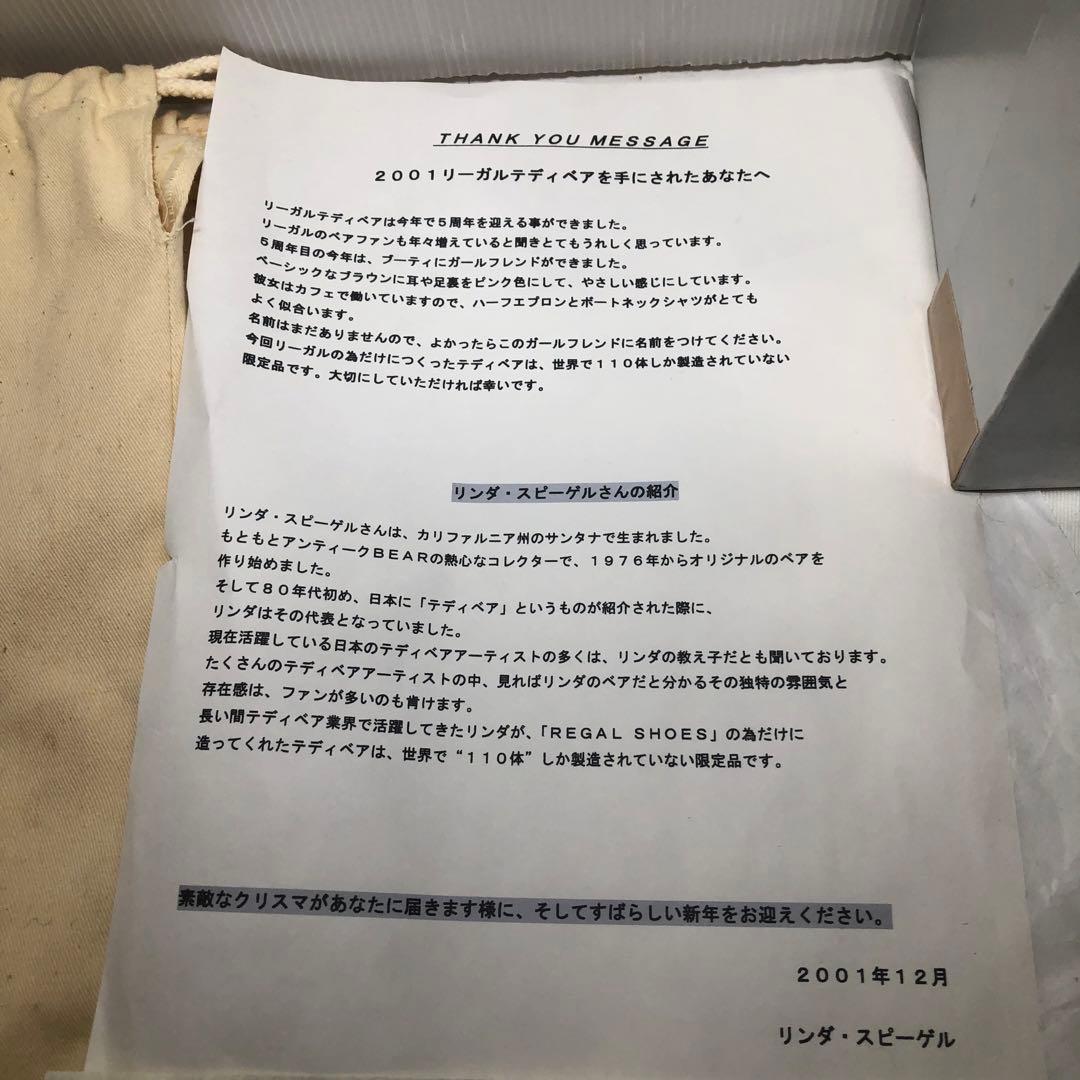 THANK YOU MESSAGE
2001リーガルテディベアを手にされたあなたへ
リーガルテディベアは今年で5周年を迎える事ができました。
リーガルのベアファンも年々増えていると聞きとてもうれしく思っています。
5周年目の今年は、ブーティにガールフレンドができました。
ベーシックなブラウンに耳や足裏をピンク色にして、やさしい感じにしています。
彼女はカフェで働いていますので、ハーフエプロンとボートネックシャツがとても
よく似合います。
名前はまだありませんので、よかったらこのガールフレンドに名前をつけてください。
今回リーガルの為だけにつくったテディベアは、世界で110体しか製造されていない
限定品です。大切にしていただければ幸いです。
リンダ・スピーゲルさんの紹介
リンダ・スピーゲルさんは、カリファルニア州のサンタナで生まれました。
もともとアンティークBEARの熱心なコレクターで、1976年からオリジナルのベアを
作り始めました。
そして80年代初め、日本に「テディベア」というものが紹介された際に、
リンダはその代表となっていました。
現在活躍している日本のテディベアアーティストの多くは、リンダの教え子だとも聞いております。
たくさんのテディベアアーティストの中、見ればリンダのベアだと分かるその独特の雰囲気と
存在感は、ファンが多いのも肯けます。
長い間テディベア業界で活躍してきたリンダが、「REGAL SHOES」の為だけに
造ってくれたテディベアは、世界で“110体”しか製造されていない限定品です。
素敵なクリスマがあなたに届きます様に、そしてすばらしい新年をお迎えください。
2001年12月
リンダ・スピーゲル